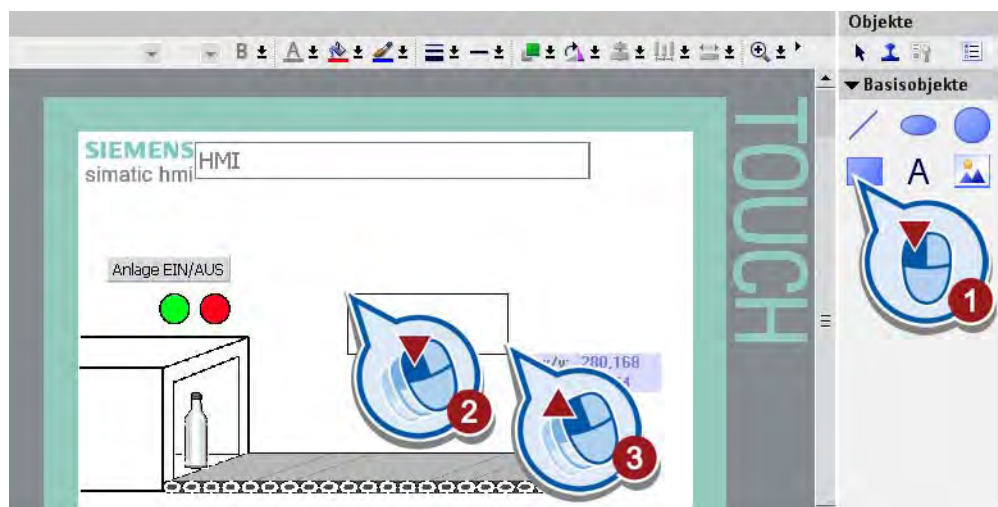 Objekte
B
A
Basisobjekte
A
SIEMENS
simatic hmi
HMI
TOUCH
Anlage EIN/AUS
x/y: 280,168
1
2
3